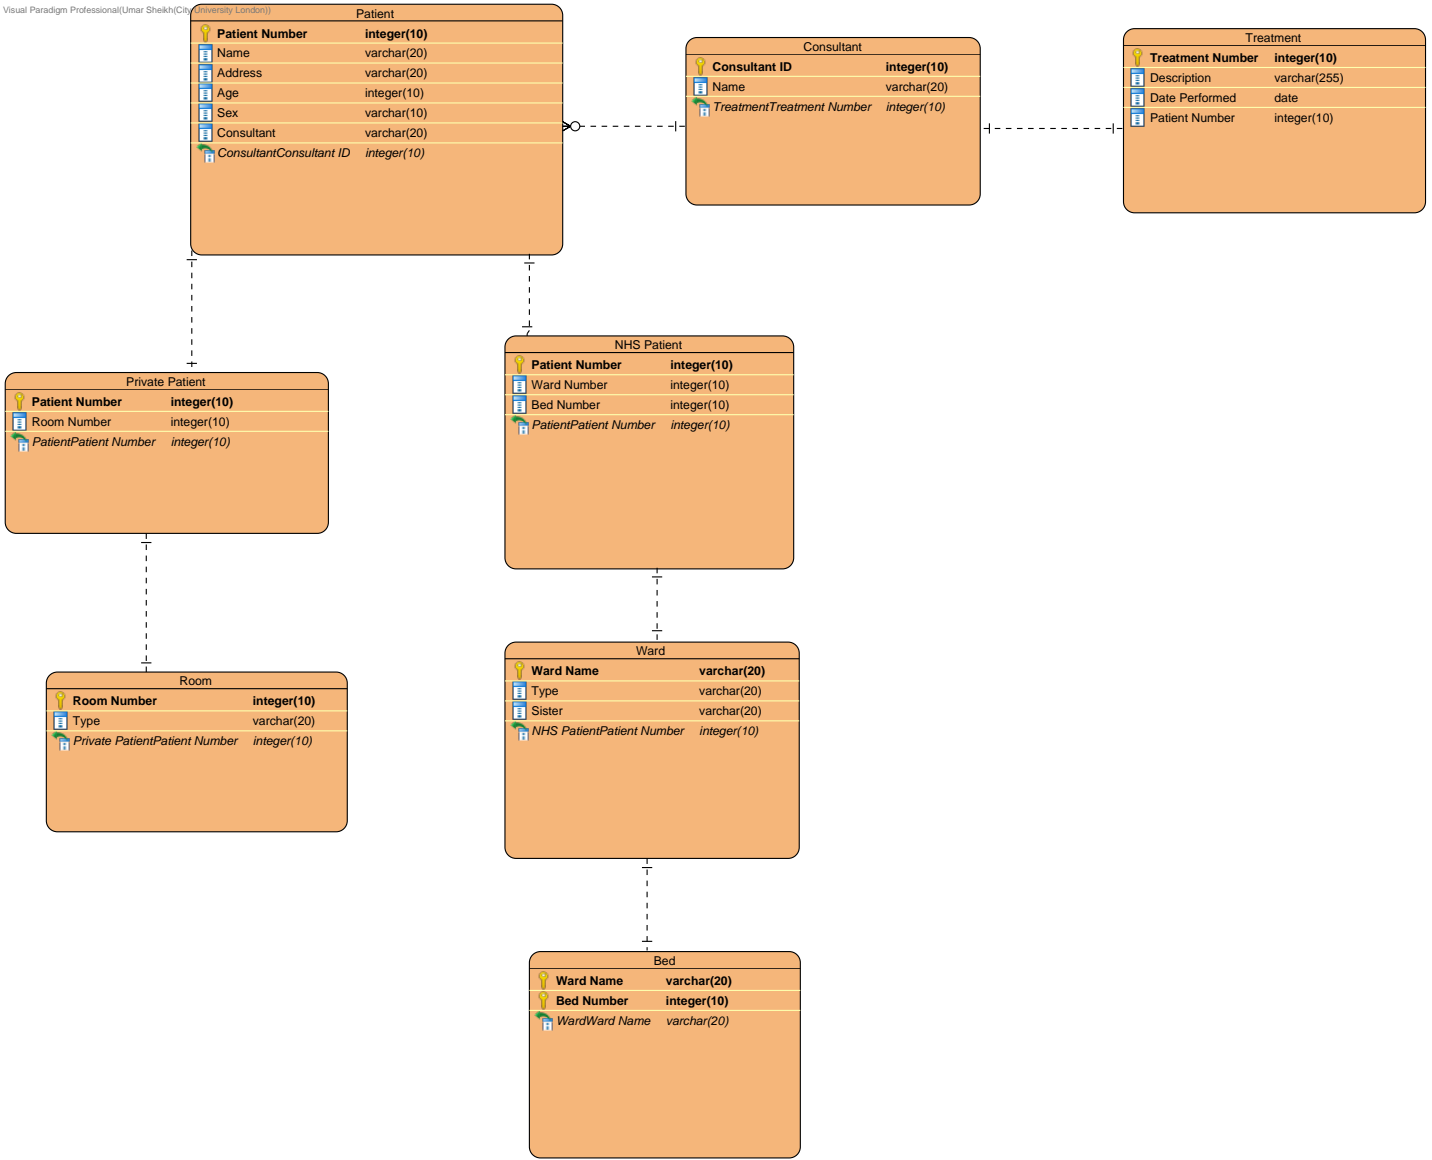 Visual Paradigm Professional(Umar Sheikh(City University London))
Patient
Patient Number integer(10)
Name varchar(20)
Address varchar(20)
Age integer(10)
Sex varchar(10)
Consultant varchar(20)
ConsultantConsultant ID integer(10)
Consultant
Consultant ID integer(10)
Name varchar(20)
TreatmentTreatment Number integer(10)
Treatment
Treatment Number integer(10)
Description varchar(255)
Date Performed date
Patient Number integer(10)
Private Patient
Patient Number integer(10)
Room Number integer(10)
PatientPatient Number integer(10)
NHS Patient
Patient Number integer(10)
Ward Number integer(10)
Bed Number integer(10)
PatientPatient Number integer(10)
Room
Room Number integer(10)
Type varchar(20)
Private PatientPatient Number integer(10)
Ward
Ward Name varchar(20)
Type varchar(20)
Sister varchar(20)
NHS PatientPatient Number integer(10)
Bed
Ward Name varchar(20)
Bed Number integer(10)
WardWard Name varchar(20)